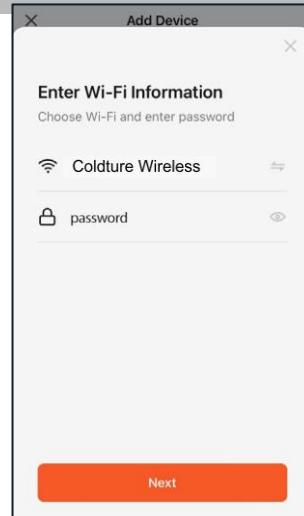 Add Device
Enter Wi-Fi Information
Choose Wi-Fi and enter password
Coldture Wireless
password
Next